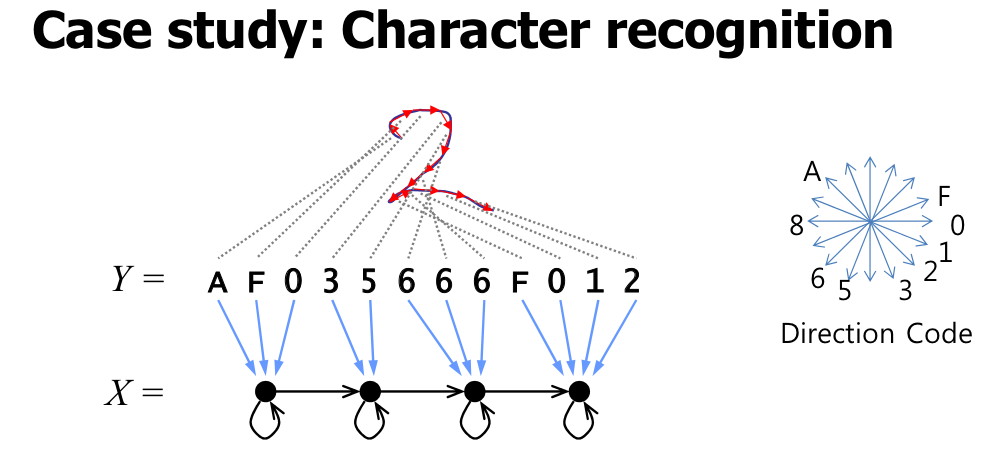 Case study: Character recognition
Y = A F 0 3 5 6 6 6 F 0 1 2
X =
A
F
8
0
1
6
2
5
3
Direction Code